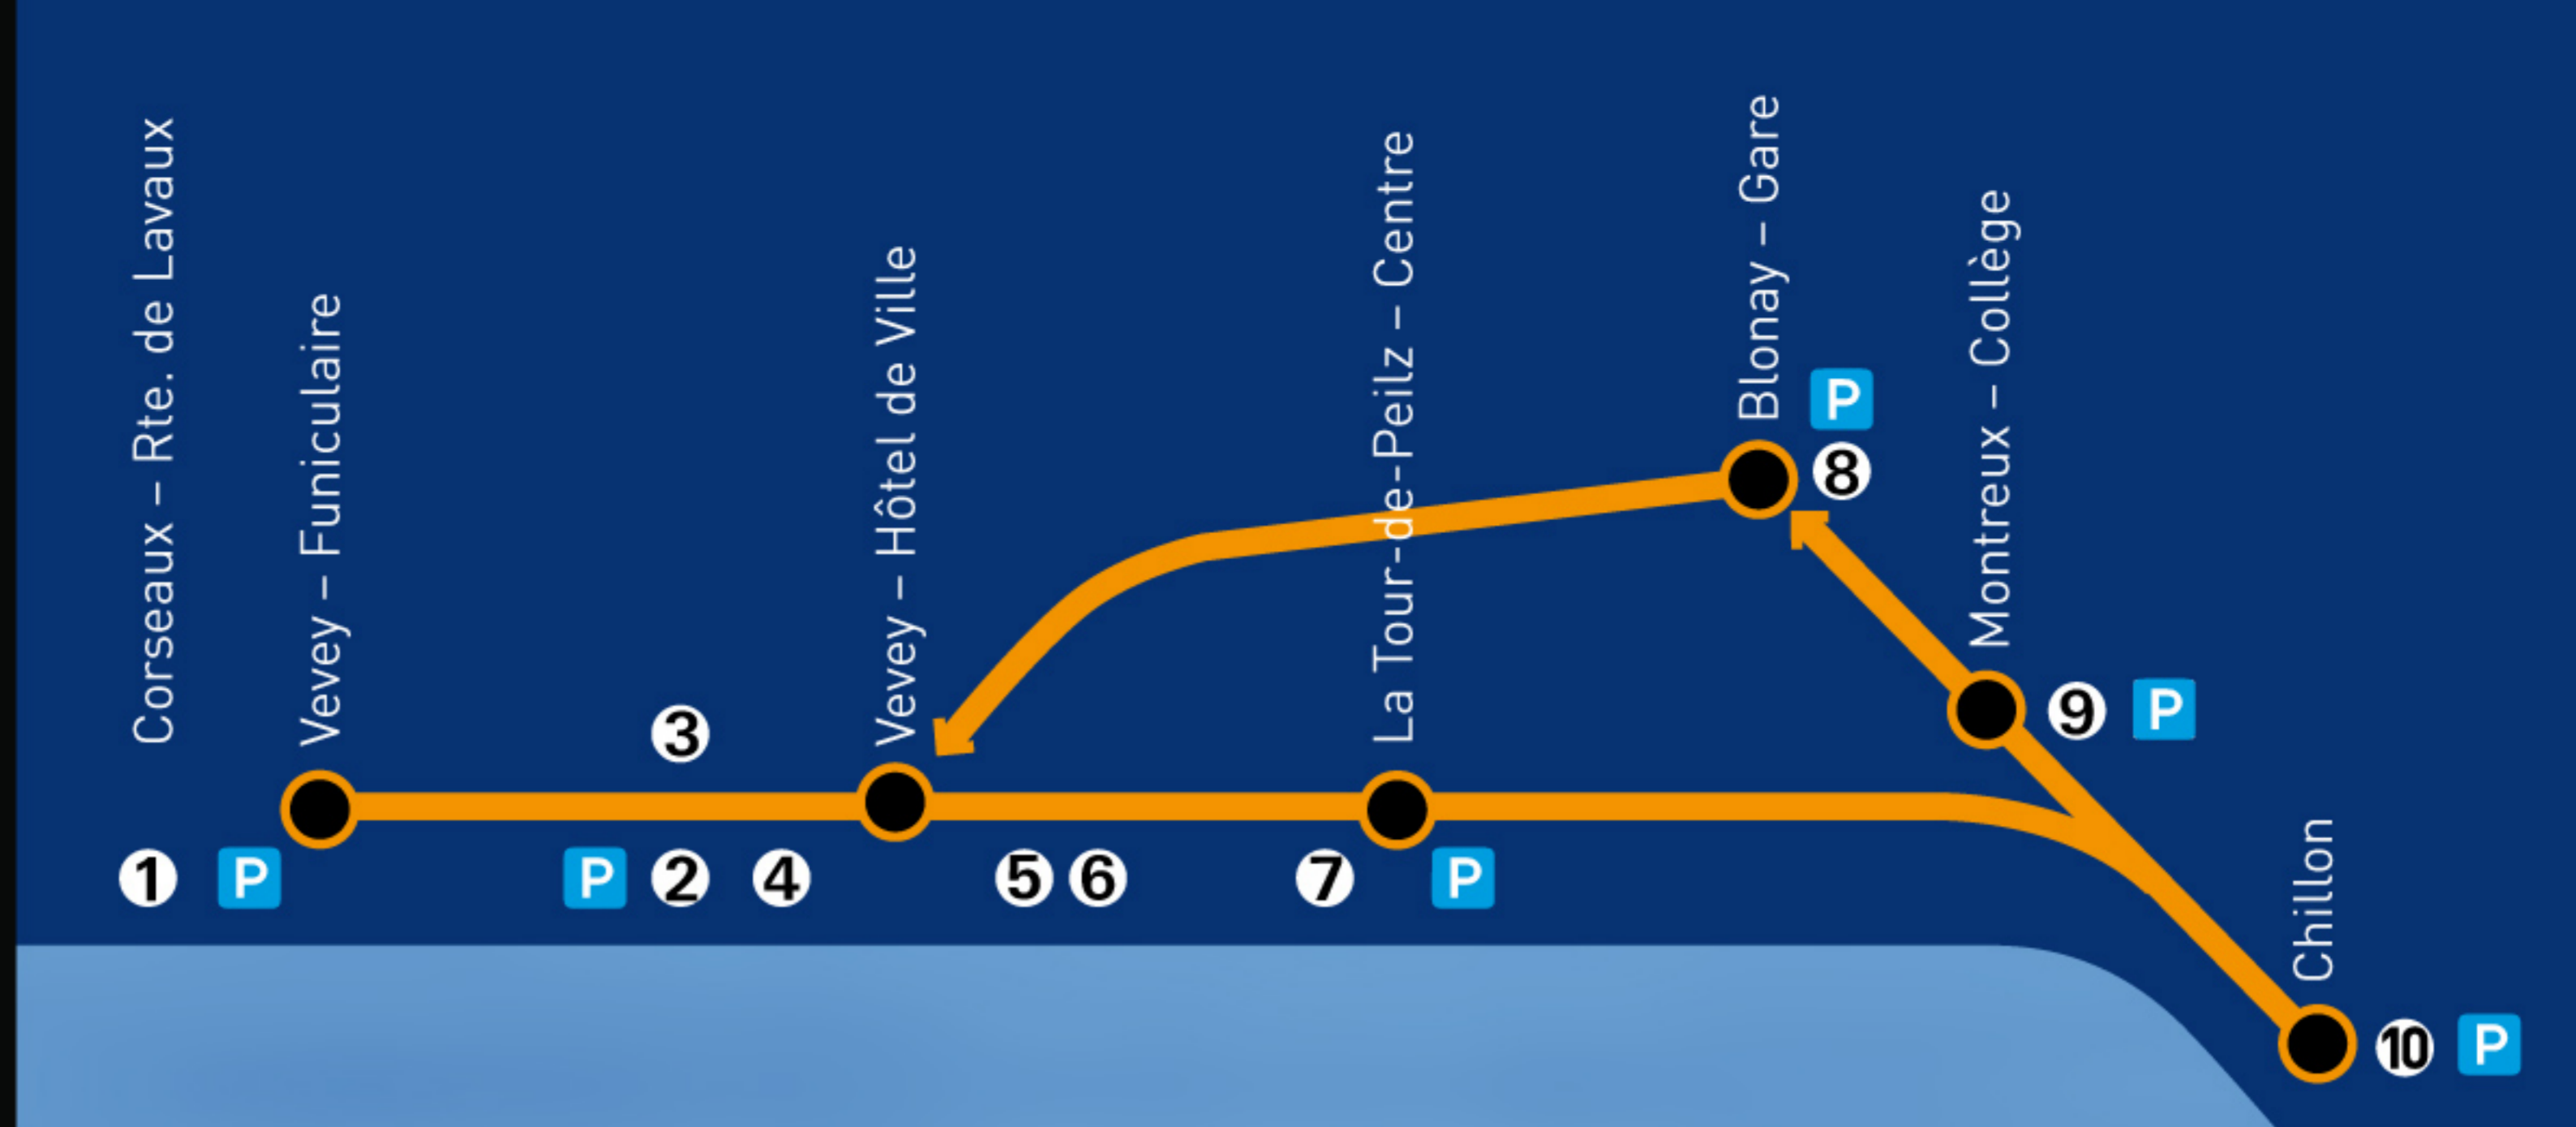 Corseaux – Rte. de Lavaux
Vevey – Funiculaire
Vevey – Hôtel de Ville
La Tour-de-Peilz – Centre
Blonay – Gare
P
8
Montreux – Collège
9 P
3
1 P
P 2 4
5 6
7 P
Chillon
10 P